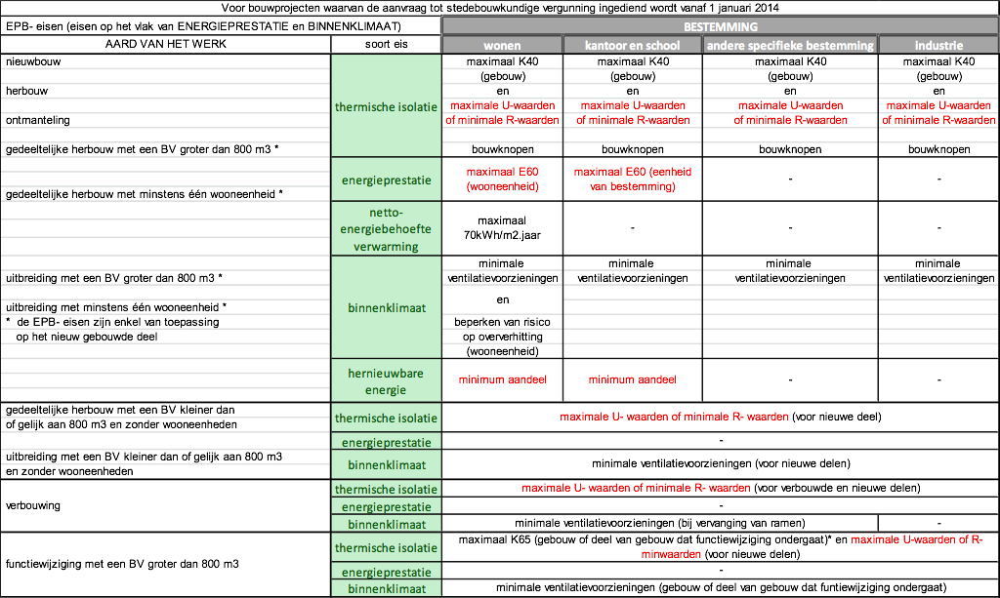 Voor bouwprojecten waarvan de aanvraag tot stedebouwkundige vergunning ingediend wordt vanaf 1 januari 2014
EPB- eisen (eisen op het vlak van ENERGIEPRESTATIE en BINNENKLIMAAT) BESTEMMING
AARD VAN HET WERK soort eis wonen kantoor en school andere specifieke bestemming industrie
nieuwbouw maximaal K40 maximaal K40 maximaal K40 maximaal K40
(gebouw) (gebouw) (gebouw) (gebouw)
herbouw en en en en
thermische isolatie maximale U-waarden maximale U-waarden maximale U-waarden maximale U-waarden
ontmanteling of minimale R-waarden of minimale R-waarden of minimale R-waarden of minimale R-waarden
gedeeltelijke herbouw met een BV groter dan 800 m3 * bouwknopen bouwknopen bouwknopen bouwknopen
energieprestatie maximaal E60 maximaal E60 (eenheid - -
(wooneenheid) van bestemming)
gedeeltelijke herbouw met minstens één wooneenheid *
netto-
energiebehoefte maximaal - - -
verwarming 70kWh/m2.jaar
minimale minimale minimale minimale
uitbreiding met een BV groter dan 800 m3 * ventilatievoorzieningen ventilatievoorzieningen ventilatievoorzieningen ventilatievoorzieningen
uitbreiding met minstens één wooneenheid * binnenklimaat en
* de EPB- eisen zijn enkel van toepassing beperken van risico
op het nieuw gebouwde deel op oververhitting
(wooneenheid)
hernieuwbare minimum aandeel minimum aandeel - -
energie
gedeeltelijke herbouw met een BV kleiner dan
of gelijk aan 800 m3 en zonder wooneenheden thermische isolatie maximale U- waarden of minimale R- waarden (voor nieuwe deel)
energieprestatie -
uitbreiding met een BV kleiner dan of gelijk aan 800 m3
en zonder wooneenheden binnenklimaat minimale ventilatievoorzieningen (voor nieuwe delen)
thermische isolatie maximale U- waarden of minimale R- waarden (voor verbouwde en nieuwe delen)
verbouwing energieprestatie -
binnenklimaat minimale ventilatievoorzieningen (bij vervanging van ramen) -
thermische isolatie maximaal K65 (gebouw of deel van gebouw dat functiewijziging ondergaat)* en maximale U-waarden of R-
minwaarden (voor nieuwe delen)
functiewijziging met een BV groter dan 800 m3 energieprestatie -
binnenklimaat minimale ventilatievoorzieningen (gebouw of deel van gebouw dat funtiewijziging ondergaat)